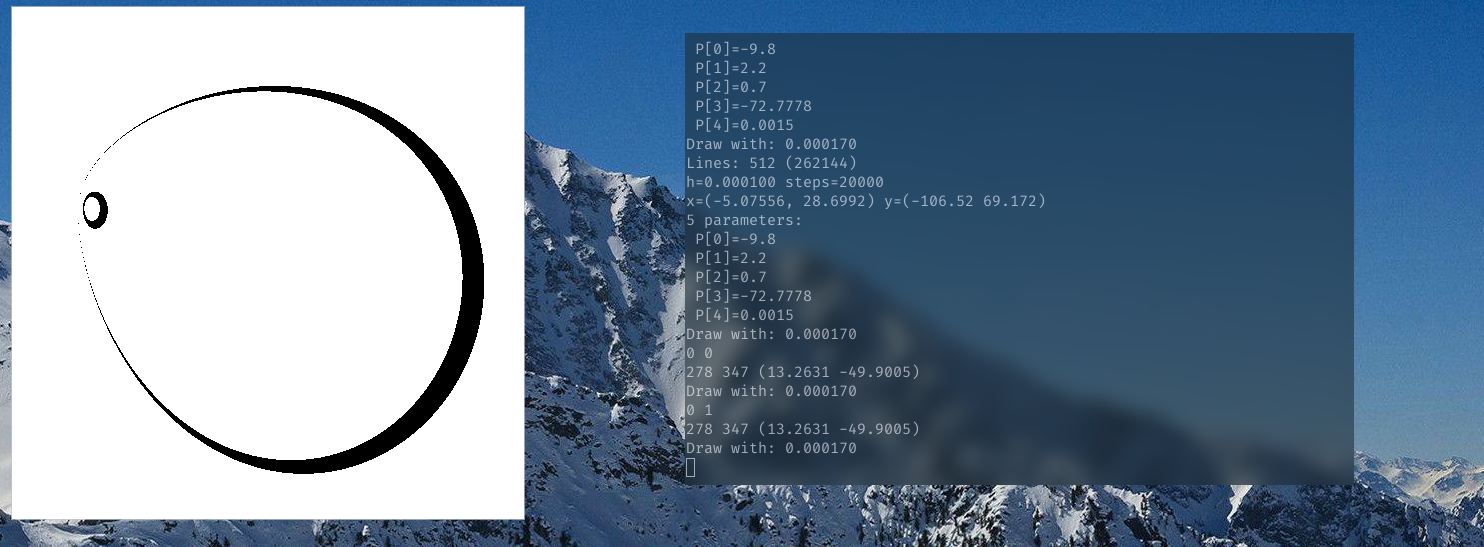 P[0]=-9.8
P[1]=2.2
P[2]=0.7
P[3]=-72.7778
P[4]=0.0015
Draw with: 0.000170
Lines: 512 (262144)
h=0.000100 steps=20000
x=(-5.07556, 28.6992) y=(-106.52 69.172)
5 parameters:
P[0]=-9.8
P[1]=2.2
P[2]=0.7
P[3]=-72.7778
P[4]=0.0015
Draw with: 0.000170
0 0
278 347 (13.2631 -49.9005)
Draw with: 0.000170
0 1
278 347 (13.2631 -49.9005)
Draw with: 0.000170